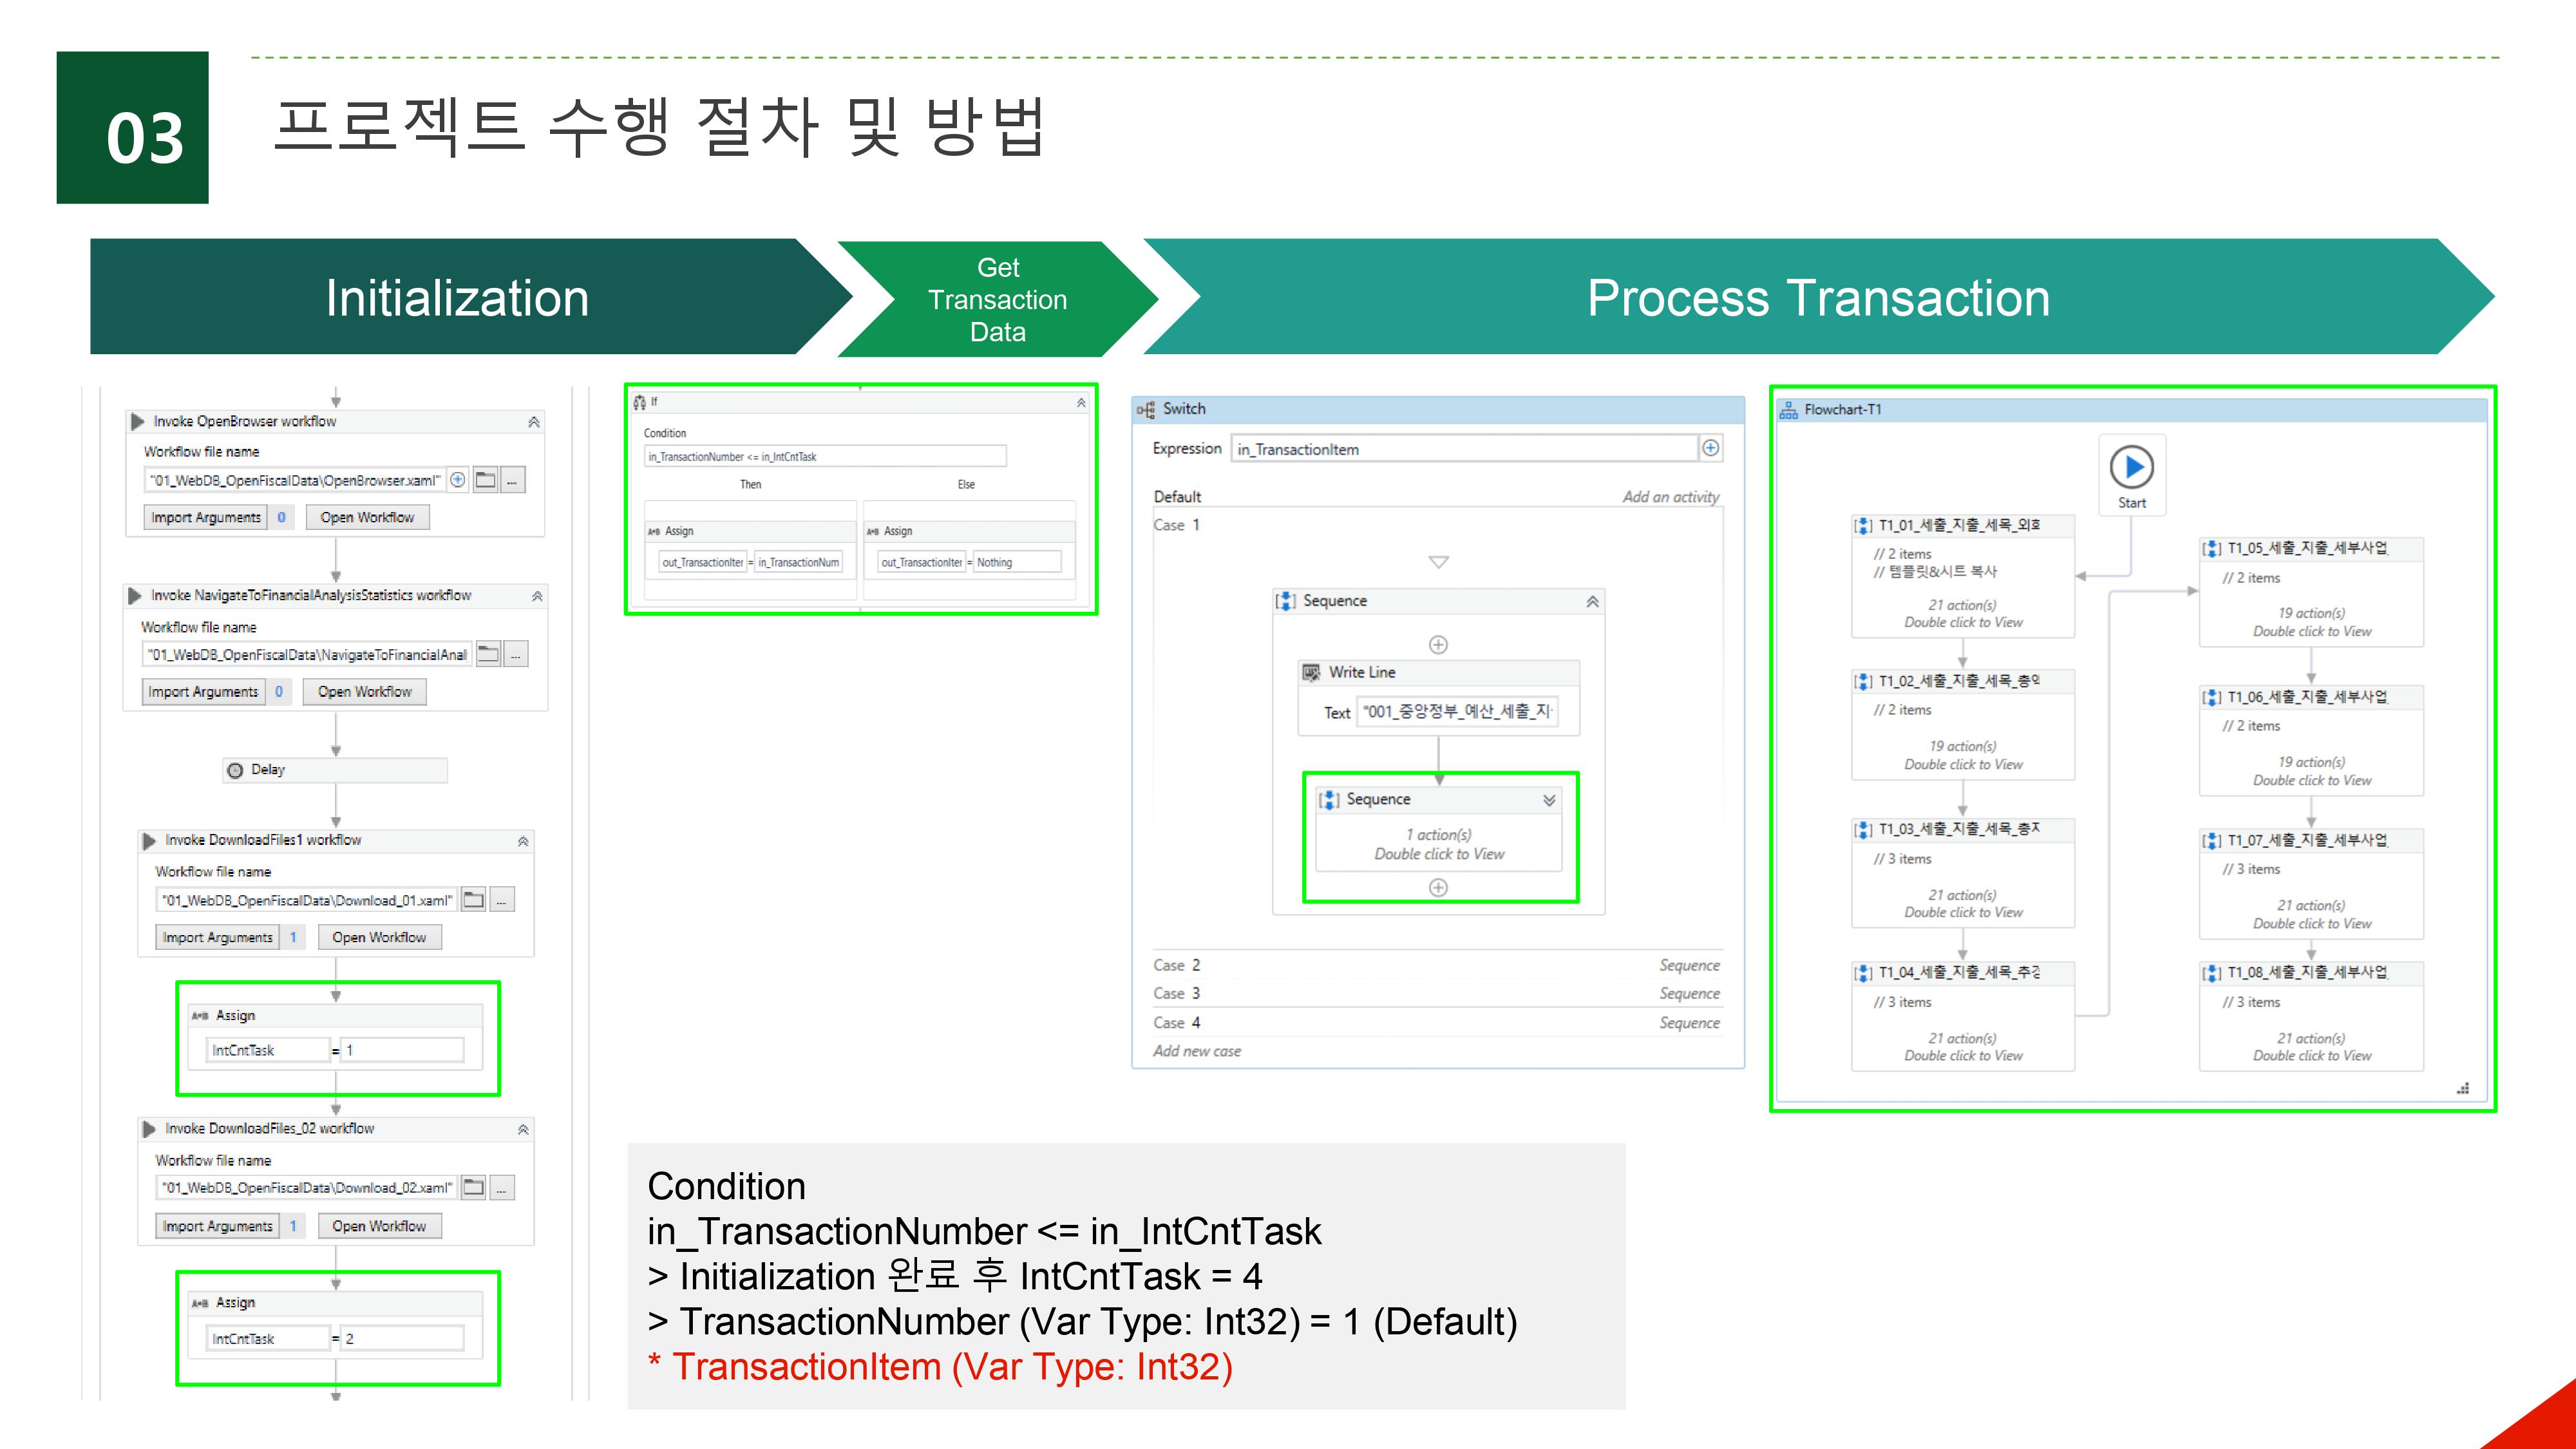 03
프로젝트 수행 절차 및 방법
Initialization
Get
Transaction
Data
Process Transaction
Invoke OpenBrowser workflow
Workflow file name
"01_WebDB_OpenFiscalData\OpenBrowser.xaml"
...
Import Arguments 0 Open Workflow
Invoke NavigateToFinancialAnalysisStatistics workflow
Workflow file name
"01_WebDB_OpenFiscalData\NavigateToFinancialAnal
...
Import Arguments 0 Open Workflow
Delay
Invoke DownloadFiles1 workflow
Workflow file name
"01_WebDB_OpenFiscalData\Download_01.xaml"
...
Import Arguments 1 Open Workflow
A+B Assign
IntCntTask = 1
Invoke DownloadFiles_02 workflow
Workflow file name
"01_WebDB_OpenFiscalData\Download_02.xaml"
...
Import Arguments 1 Open Workflow
A+B Assign
IntCntTask = 2
If
Condition
in_TransactionNumber <= in_IntCntTask
Then Else
A+B Assign
out_TransactionIter = in_TransactionNum
A+B Assign
out_TransactionIter = Nothing
Switch
Expression in_TransactionItem
Default Add an activity
Case 1
Sequence
Write Line
Text "001_중앙정부_예산_세출_지
Sequence
1 action(s)
Double click to View
Case 2 Sequence
Case 3 Sequence
Case 4 Sequence
Add new case
Flowchart-T1
Start
T1_01_세출_지출_세목_외호
// 2 items
// 템플릿&시트 복사
21 action(s)
Double click to View
T1_02_세출_지출_세목_총익
// 2 items
19 action(s)
Double click to View
T1_03_세출_지출_세목_총지
// 3 items
21 action(s)
Double click to View
T1_04_세출_지출_세목_추경
// 3 items
21 action(s)
Double click to View
T1_05_세출_지출_세부사업_
// 2 items
19 action(s)
Double click to View
T1_06_세출_지출_세부사업_
// 2 items
19 action(s)
Double click to View
T1_07_세출_지출_세부사업_
// 3 items
21 action(s)
Double click to View
T1_08_세출_지출_세부사업_
// 3 items
21 action(s)
Double click to View
Condition
in_TransactionNumber <= in_IntCntTask
> Initialization 완료 후 IntCntTask = 4
> TransactionNumber (Var Type: Int32) = 1 (Default)
* TransactionItem (Var Type: Int32)